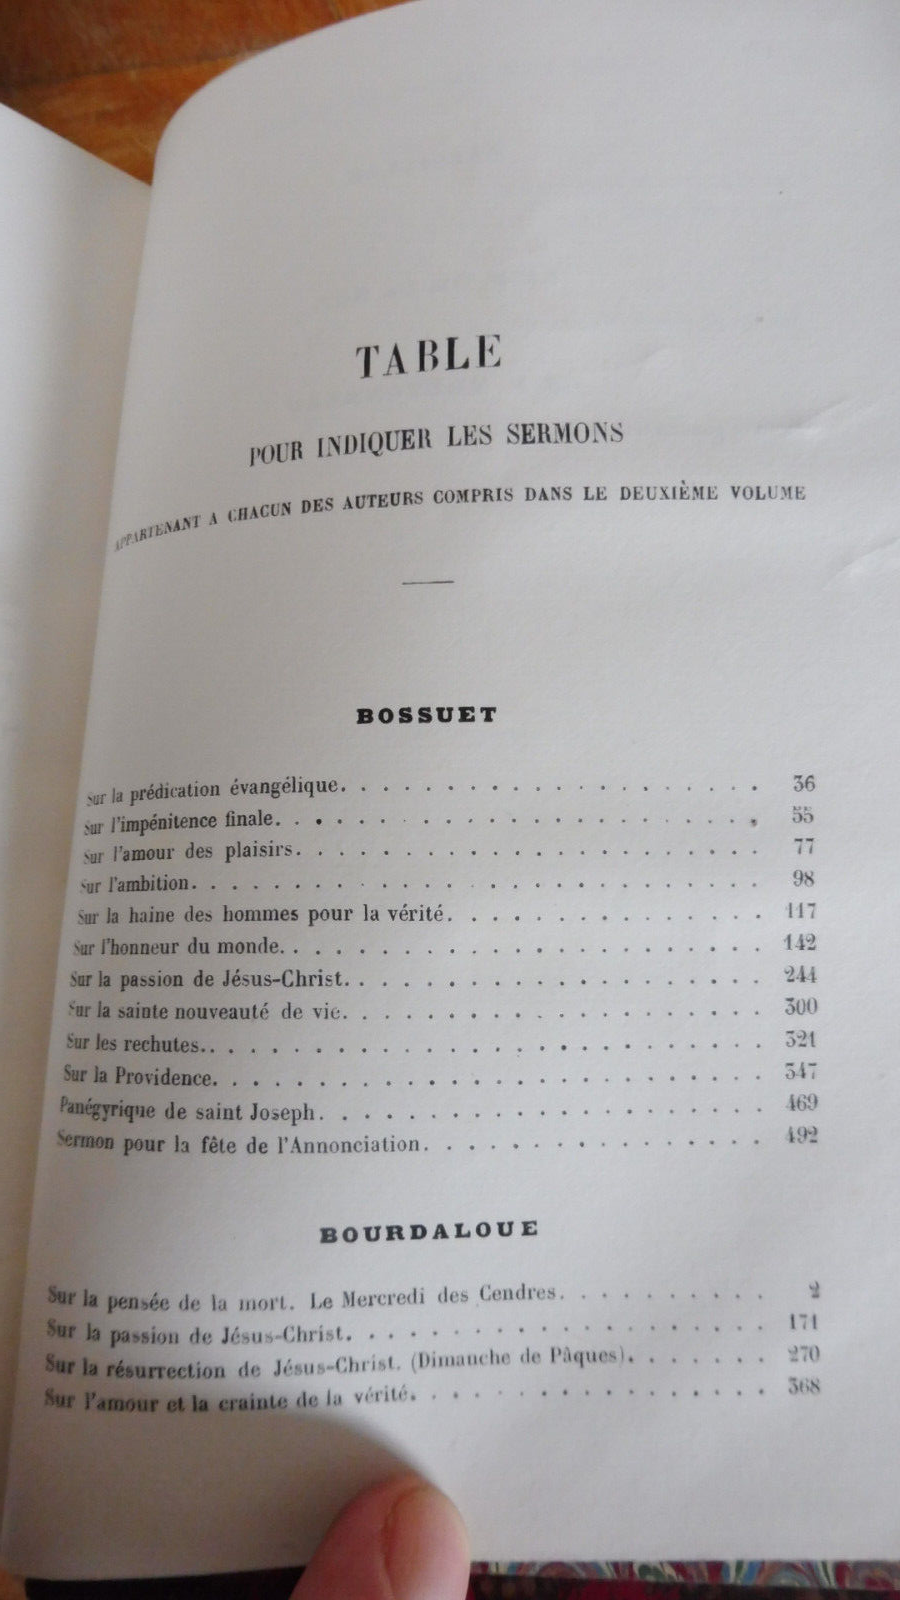 TABLE
POUR INDIQUER LES SERMONS
APPARTENANT A CHACUN DES AUTEURS COMPRIS DANS LE DEUXIÈME VOLUME
BOSSUET
Sur la prédication évangélique. . . . . . . . . . . . . . . . . . . 36
Sur l'impénitence finale. . . . . . . . . . . . . . . . . . . . . 55
Sur l'amour des plaisirs. . . . . . . . . . . . . . . . . . . . . 77
Sur l'ambition. . . . . . . . . . . . . . . . . . . . . . . . . 98
Sur la haine des hommes pour la vérité. . . . . . . . . . . . . . 117
Sur l'honneur du monde. . . . . . . . . . . . . . . . . . . . . 142
Sur la passion de Jésus-Christ. . . . . . . . . . . . . . . . . . 244
Sur la sainte nouveauté de vie. . . . . . . . . . . . . . . . . . 300
Sur les rechutes. . . . . . . . . . . . . . . . . . . . . . . . 321
Sur la Providence. . . . . . . . . . . . . . . . . . . . . . . . 347
Panégyrique de saint Joseph. . . . . . . . . . . . . . . . . . . 469
Sermon pour la fête de l'Annonciation. . . . . . . . . . . . . . . 492
BOURDALOUE
Sur la pensée de la mort. Le Mercredi des Cendres. . . . . . . . . . 2
Sur la passion de Jésus-Christ. . . . . . . . . . . . . . . . . . 171
Sur la résurrection de Jésus-Christ. (Dimanche de Pâques). . . . . . . 270
Sur l'amour et la crainte de la vérité. . . . . . . . . . . . . . . 368